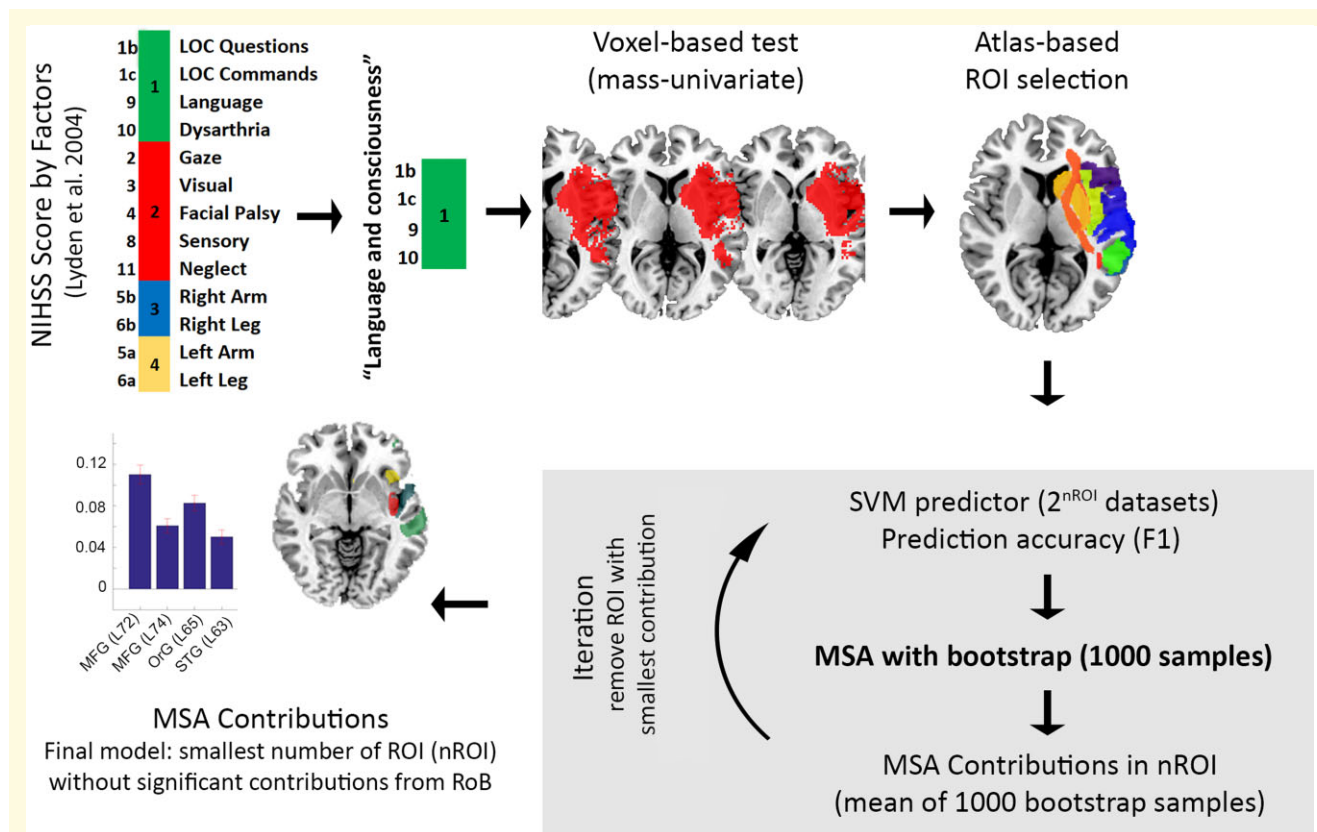 NIHSS Score by Factors
(Lyden et al. 2004)
1b LOC Questions
1c LOC Commands
9 Language
10 Dysarthria
1
2 Gaze
3 Visual
4 Facial Palsy
8 Sensory
11 Neglect
2
5b Right Arm
6b Right Leg
3
5a Left Arm
6a Left Leg
4
“Language and consciousness”
1b
1c
9
10
1
Voxel-based test
(mass-univariate)
Atlas-based
ROI selection
SVM predictor (2^nROI datasets)
Prediction accuracy (F1)
MSA with bootstrap (1000 samples)
MSA Contributions in nROI
(mean of 1000 bootstrap samples)
Iteration
remove ROI with
smallest contribution
0.12
0.08
0.04
0
MFG (L72)
MFG (L74)
OrG (L65)
STG (L63)
MSA Contributions
Final model: smallest number of ROI (nROI)
without significant contributions from RoB